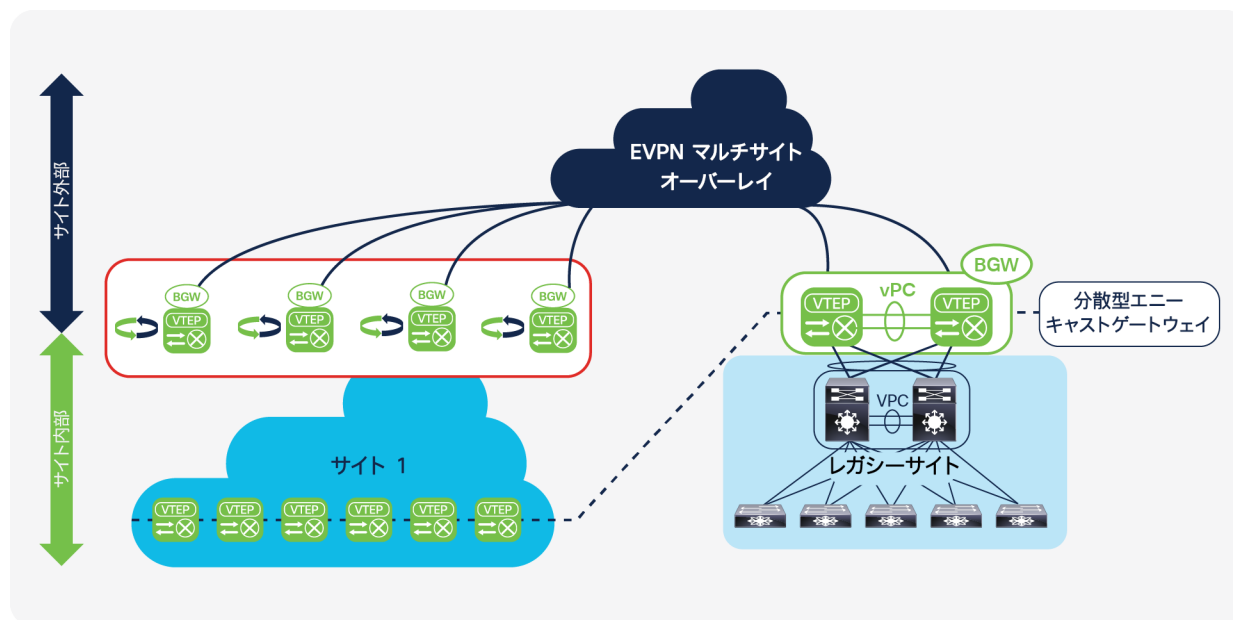 EVPN マルチサイト
オーバーレイ
サイト外部
サイト内部
BGW
VTEP
BGW
VTEP
BGW
VTEP
BGW
VTEP
BGW
vPC
VTEP
VTEP
分散型エニー
キャストゲートウェイ
VPC
レガシーサイト
サイト 1
VTEP
VTEP
VTEP
VTEP
VTEP
VTEP